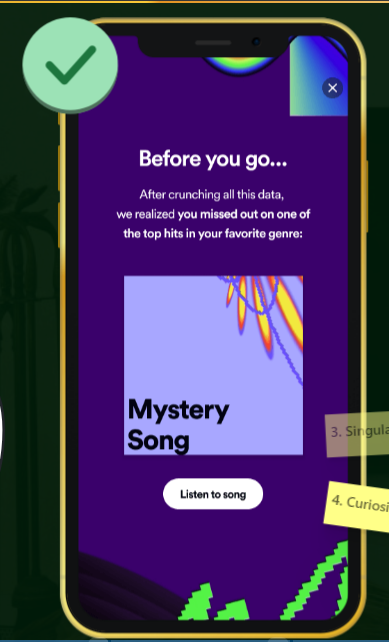 Before you go...
After crunching all this data,
we realized you missed out on one of
the top hits in your favorite genre:
Mystery
Song
Listen to song
3. Singula
4. Curiosi